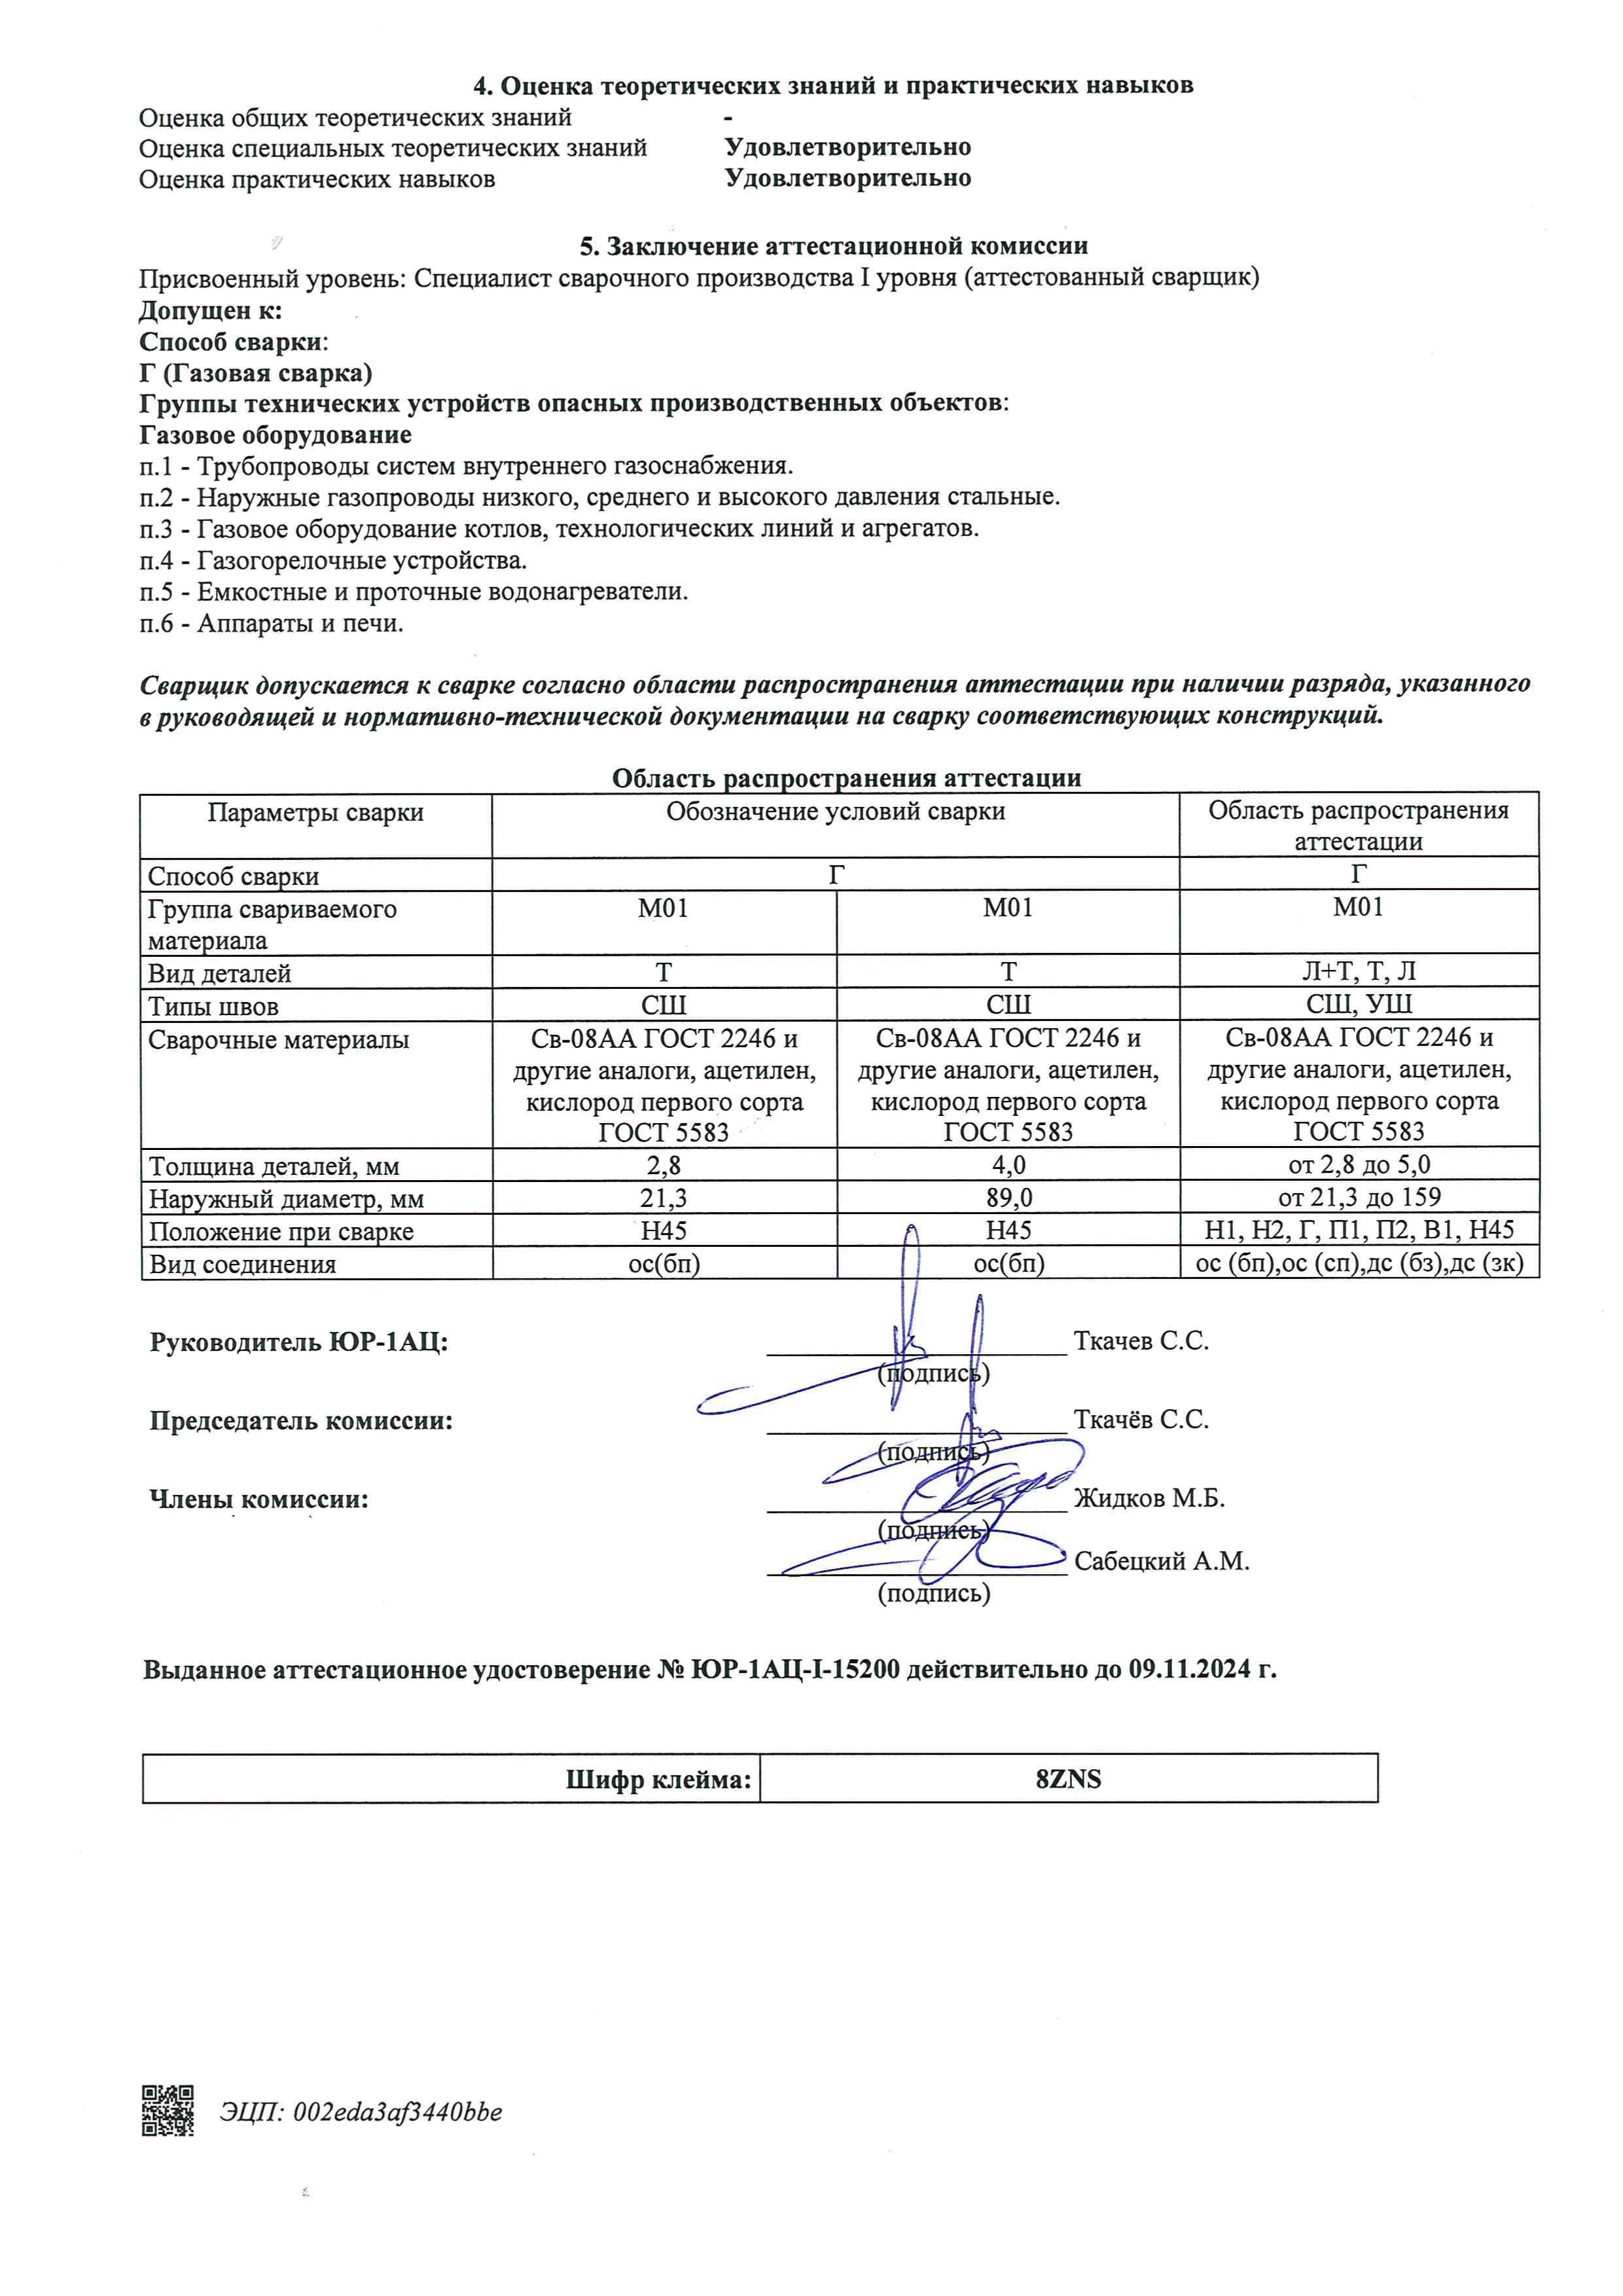 4. Оценка теоретических знаний и практических навыков
Оценка общих теоретических знаний -
Оценка специальных теоретических знаний Удовлетворительно
Оценка практических навыков Удовлетворительно
5. Заключение аттестационной комиссии
Присвоенный уровень: Специалист сварочного производства I уровня (аттестованный сварщик)
Допущен к:
Способ сварки:
Г (Газовая сварка)
Группы технических устройств опасных производственных объектов:
Газовое оборудование
п.1 - Трубопроводы систем внутреннего газоснабжения.
п.2 - Наружные газопроводы низкого, среднего и высокого давления стальные.
п.3 - Газовое оборудование котлов, технологических линий и агрегатов.
п.4 - Газогорелочные устройства.
п.5 - Емкостные и проточные водонагреватели.
п.6 - Аппараты и печи.
Сварщик допускается к сварке согласно области распространения аттестации при наличии разряда, указанного
в руководящей и нормативно-технической документации на сварку соответствующих конструкций.
Область распространения аттестации
Параметры сварки Обозначение условий сварки Область распространения
аттестации
Способ сварки Г Г
Группа свариваемого М01 М01 М01
материала
Вид деталей Т Т Л+Т, Т, Л
Типы швов СШ СШ СШ, УШ
Сварочные материалы Св-08АА ГОСТ 2246 и Св-08АА ГОСТ 2246 и Св-08АА ГОСТ 2246 и
другие аналоги, ацетилен, другие аналоги, ацетилен, другие аналоги, ацетилен,
кислород первого сорта кислород первого сорта кислород первого сорта
ГОСТ 5583 ГОСТ 5583 ГОСТ 5583
Толщина деталей, мм 2,8 4,0 от 2,8 до 5,0
Наружный диаметр, мм 21,3 89,0 от 21,3 до 159
Положение при сварке Н45 Н45 Н1, Н2, Г, П1, П2, В1, Н45
Вид соединения ос(бп) ос(бп) ос (бп),ос (сп),дс (бз),дс (зк)
Руководитель ЮР-1АЦ: Ткачев С.С.
(подпись)
Председатель комиссии: Ткачёв С.С.
(подпись)
Члены комиссии: Жидков М.Б.
(подпись)
Сабецкий А.М.
(подпись)
Выданное аттестационное удостоверение № ЮР-1АЦ-I-15200 действительно до 09.11.2024 г.
Шифр клейма: 8ZNS
ЭЦП: 002eda3af3440bbe